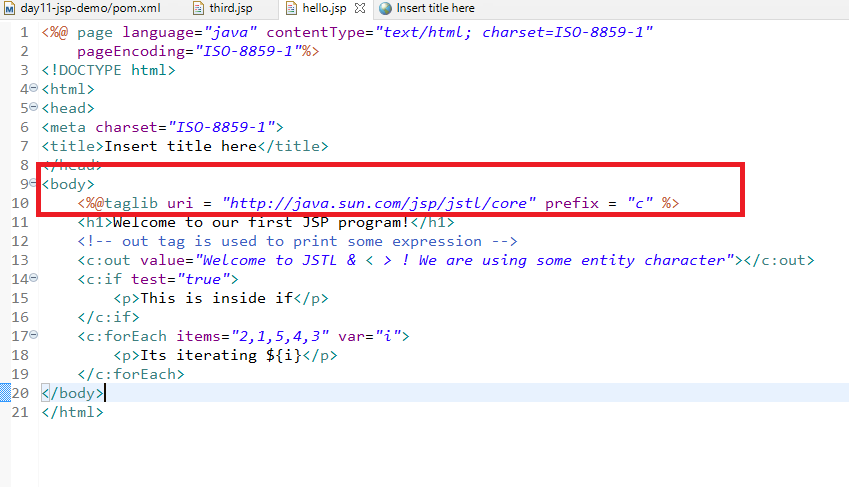 day11-jsp-demo/pom.xml third.jsp hello.jsp Insert title here
1 <%@ page language="java" contentType="text/html; charset=ISO-8859-1"
2 pageEncoding="ISO-8859-1"%>
3 <!DOCTYPE html>
4 <html>
5 <head>
6 <meta charset="ISO-8859-1">
7 <title>Insert title here</title>
8 </head>
9 <body>
10 <%@taglib uri = "http://java.sun.com/jsp/jstl/core" prefix = "c" %>
11 <h1>Welcome to our first JSP program!</h1>
12 <!-- out tag is used to print some expression -->
13 <c:out value="Welcome to JSTL & < > ! We are using some entity character"></c:out>
14 <c:if test="true">
15 <p>This is inside if</p>
16 </c:if>
17 <c:forEach items="2,1,5,4,3" var="i">
18 <p>Its iterating ${i}</p>
19 </c:forEach>
20 </body>
21 </html>